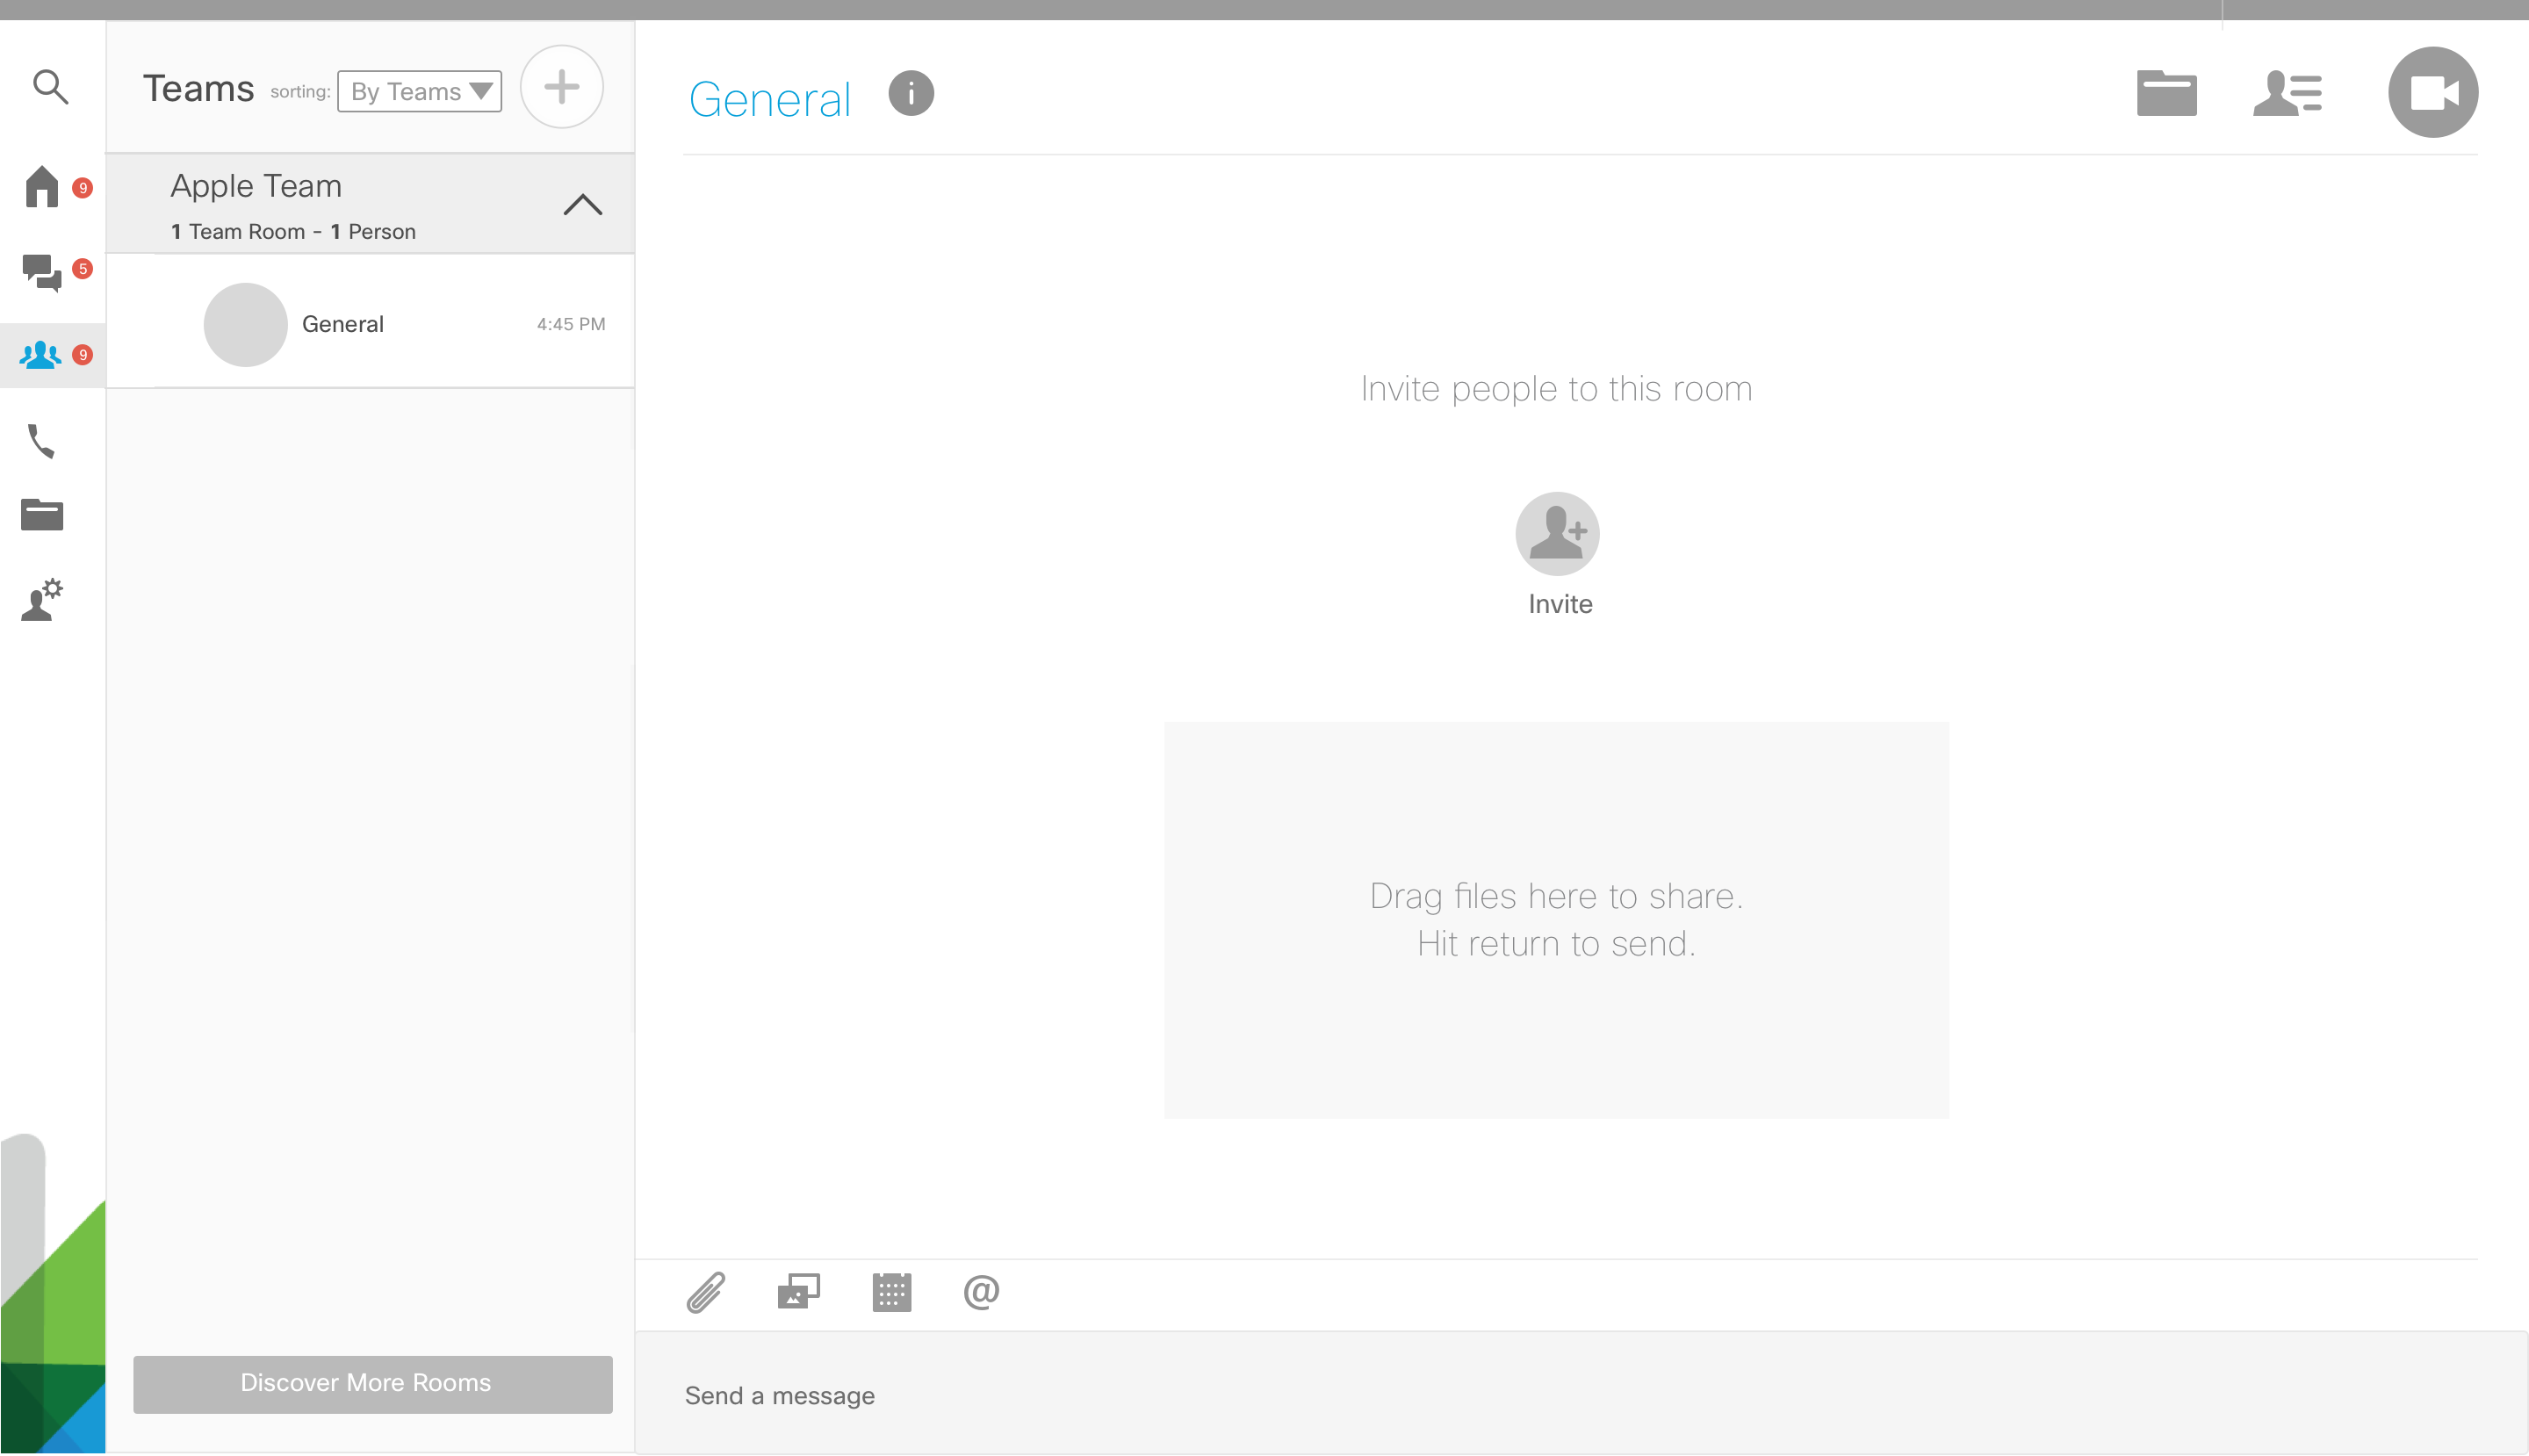 Teams sorting: By Teams
9
Apple Team
1 Team Room - 1 Person
5
General 4:45 PM
9
Discover More Rooms
General
Invite people to this room
Invite
Drag files here to share.
Hit return to send.
@
Send a message